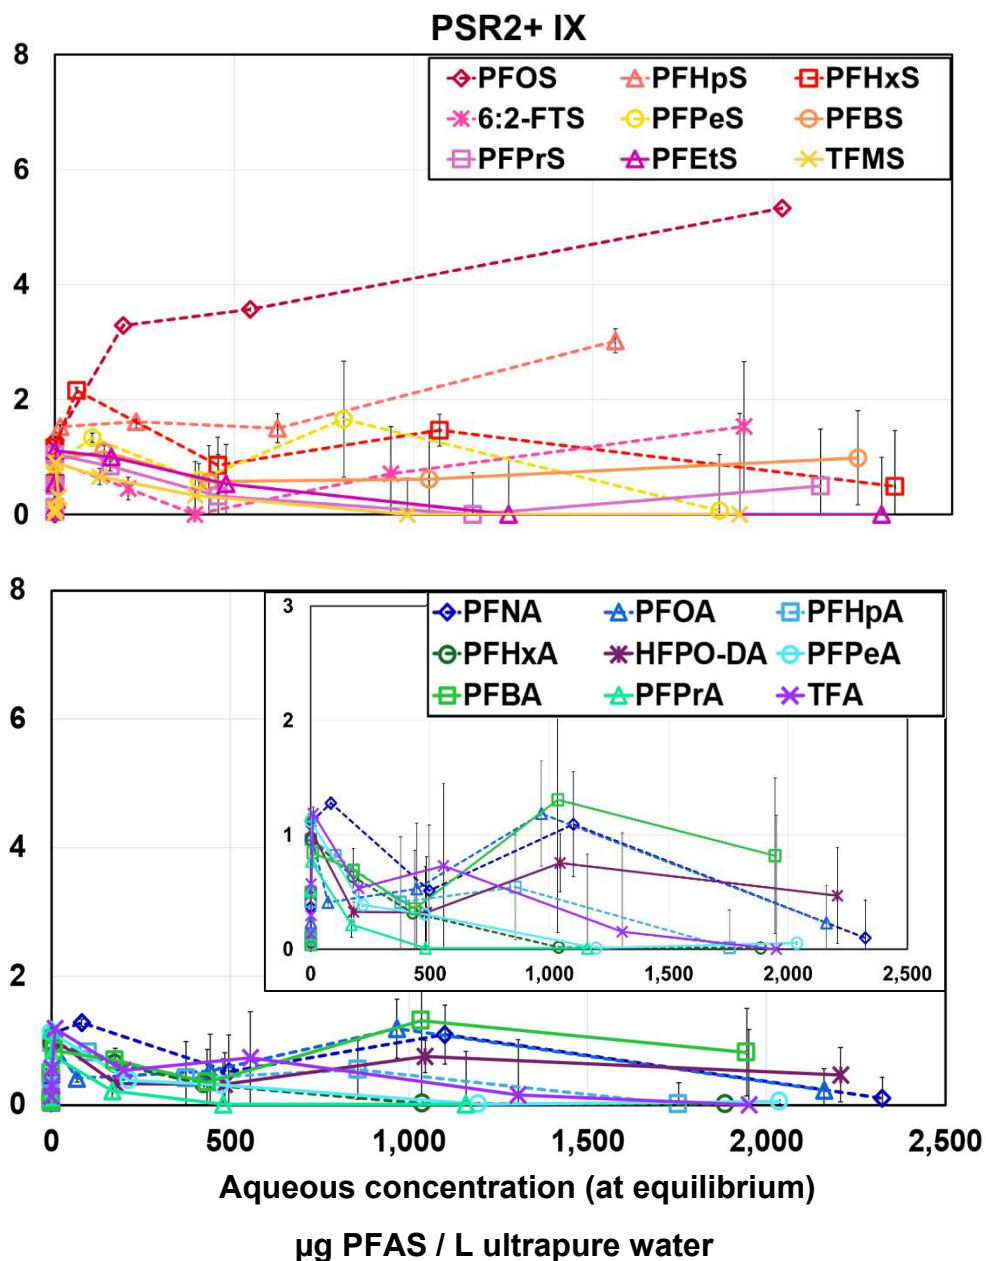 PSR2+ IX
8
PFOS PFHpS PFHxS
6:2-FTS PFPeS PFBS
PFPrS PFEtS TFMS
6
4
2
0
8
3
PFNA PFOA PFHpA
PFHxA HFPO-DA PFPeA
PFBA PFPrA TFA
6
2
4
1
0
0 500 1,000 1,500 2,000 2,500
2
0
0 500 1,000 1,500 2,000 2,500
Aqueous concentration (at equilibrium)
µg PFAS / L ultrapure water